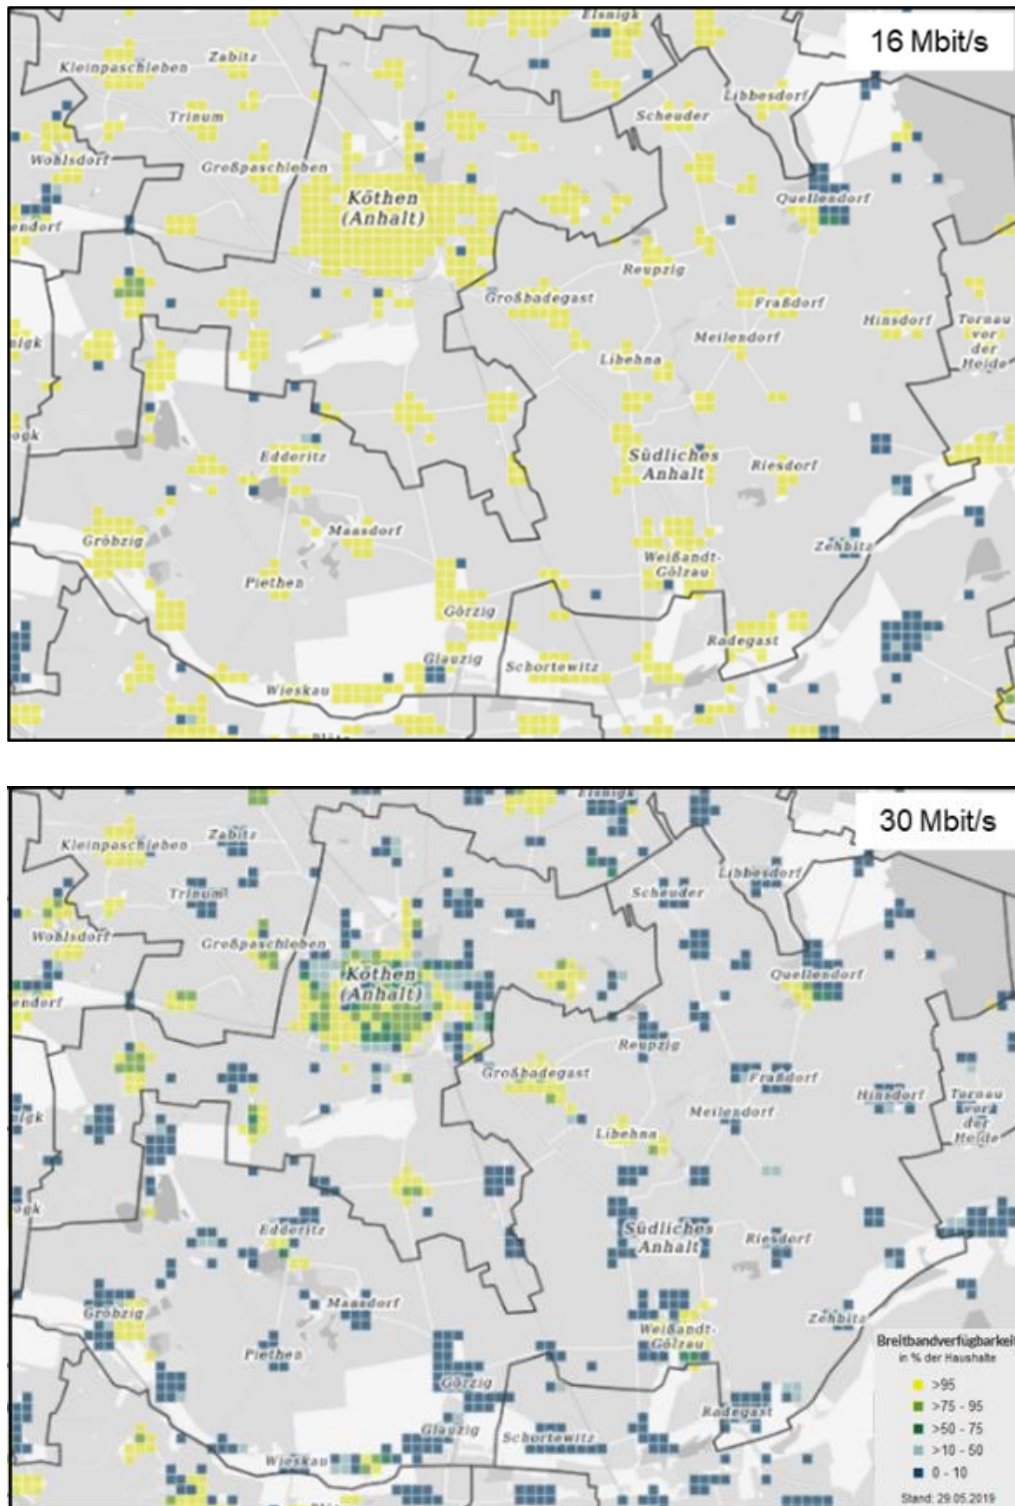 Elsnigk
16 Mbit/s
Zabitz
Kleinpaschleben
Libbesdorf
Trinum
Scheuder
Wohlsdorf
Großpaschleben
Köthen
(Anhalt)
Quellendorf
endorf
Reupzig
Großbadegast
Fraßdorf
Hinsdorf
Tornau
vor
der
Heide
Meilendorf
Libehna
Edderitz
Südliches
Anhalt
Riesdorf
Gröbzig
Maasdorf
Zehbitz
Weißandt-
Gölzau
Piethen
Görzig
Radegast
Glauzig
Schortewitz
Wieskau
Elsnigk
30 Mbit/s
Zabitz
Kleinpaschleben
Libbesdorf
Trinum
Scheuder
Wohlsdorf
Großpaschleben
Köthen
(Anhalt)
Quellendorf
endorf
Reupzig
Großbadegast
Fraßdorf
Hinsdorf
Tornau
vor
der
Heide
Meilendorf
Libehna
Edderitz
Südliches
Anhalt
Riesdorf
Gröbzig
Maasdorf
Zehbitz
Weißandt-
Gölzau
Piethen
Görzig
Radegast
Glauzig
Schortewitz
Wieskau
Breitbandverfügbarkeit
in % der Haushalte
>95
>75 - 95
>50 - 75
>10 - 50
0 - 10
Stand: 29.05.2019